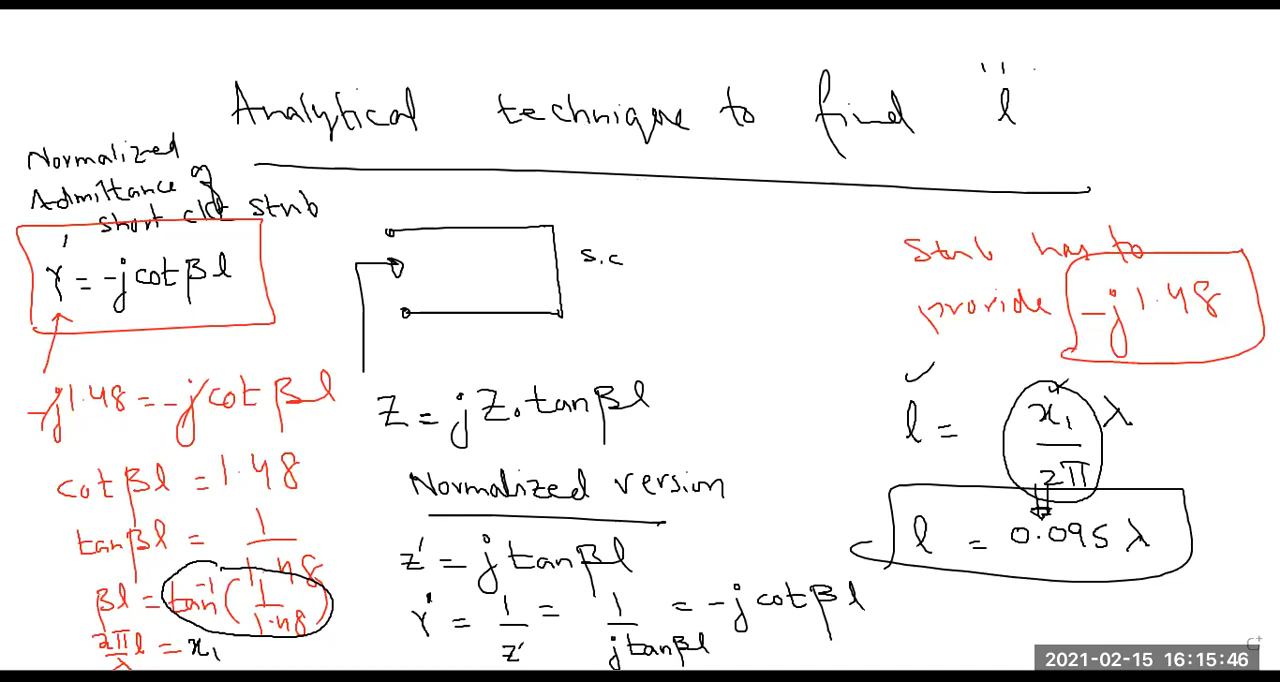 Analytical technique to find "l"
Normalized
Admittance of
short ckt stub
Y' = -j cot βl
s.c
Stub has to
provide -j1.48
-j1.48 = -j cot βl
cot βl = 1.48
tan βl = 1/1.48
βl = tan⁻¹(1/1.48)
2π/λ l = x₁
Z = j Z₀ tan βl
Normalized version
z' = j tan βl
Y' = 1/z' = 1/(j tan βl) = -j cot βl
l = x₁/2π λ
l = 0.095 λ
2021-02-15 16:15:46